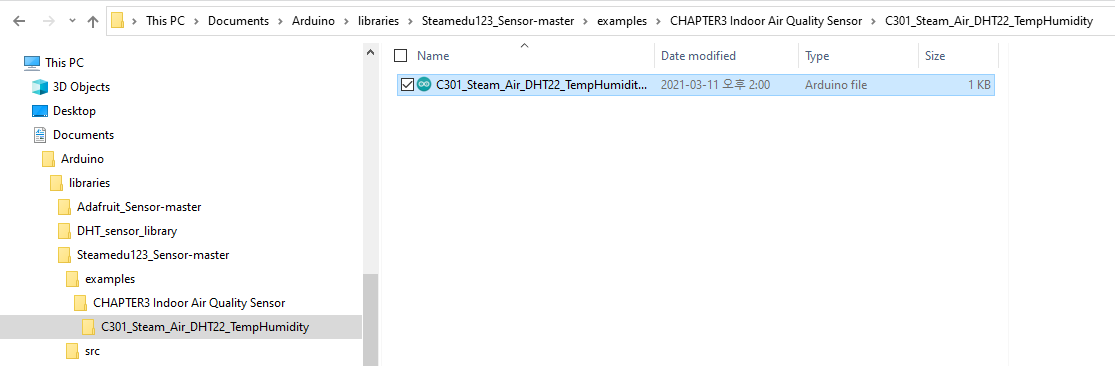 This PC > Documents > Arduino > libraries > Steamedu123_Sensor-master > examples > CHAPTER3 Indoor Air Quality Sensor > C301_Steam_Air_DHT22_TempHumidity
This PC
3D Objects
Desktop
Documents
Arduino
libraries
Adafruit_Sensor-master
DHT_sensor_library
Steamedu123_Sensor-master
examples
CHAPTER3 Indoor Air Quality Sensor
C301_Steam_Air_DHT22_TempHumidity
src
Name Date modified Type Size
C301_Steam_Air_DHT22_TempHumidit... 2021-03-11 오후 2:00 Arduino file 1 KB